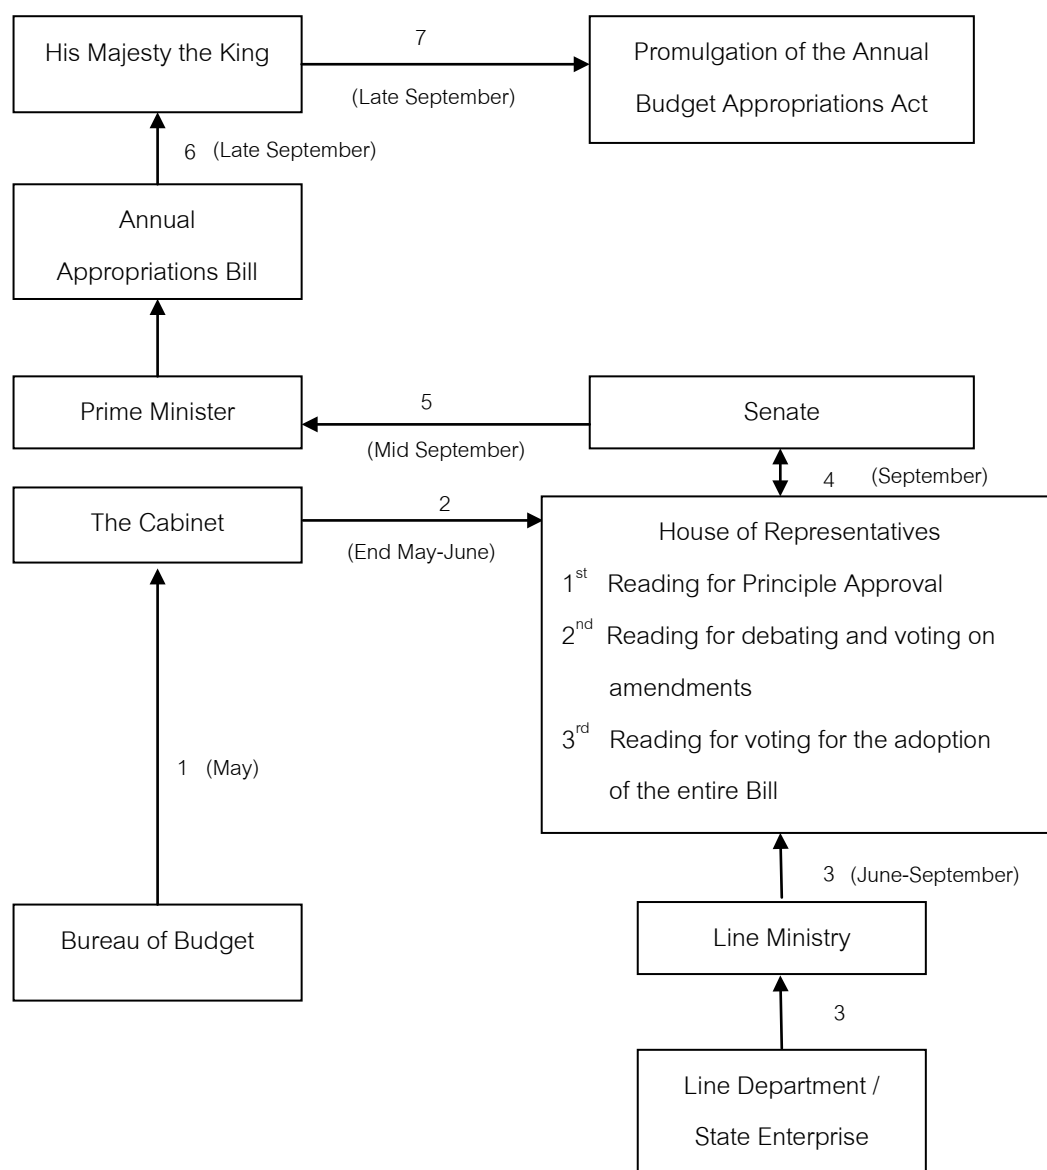 His Majesty the King
7
(Late September)
Promulgation of the Annual
Budget Appropriations Act
6 (Late September)
Annual
Appropriations Bill
Prime Minister
5
(Mid September)
Senate
4 (September)
The Cabinet
2
(End May-June)
House of Representatives
1st Reading for Principle Approval
2nd Reading for debating and voting on
amendments
3rd Reading for voting for the adoption
of the entire Bill
1 (May)
3 (June-September)
Bureau of Budget
Line Ministry
3
Line Department /
State Enterprise